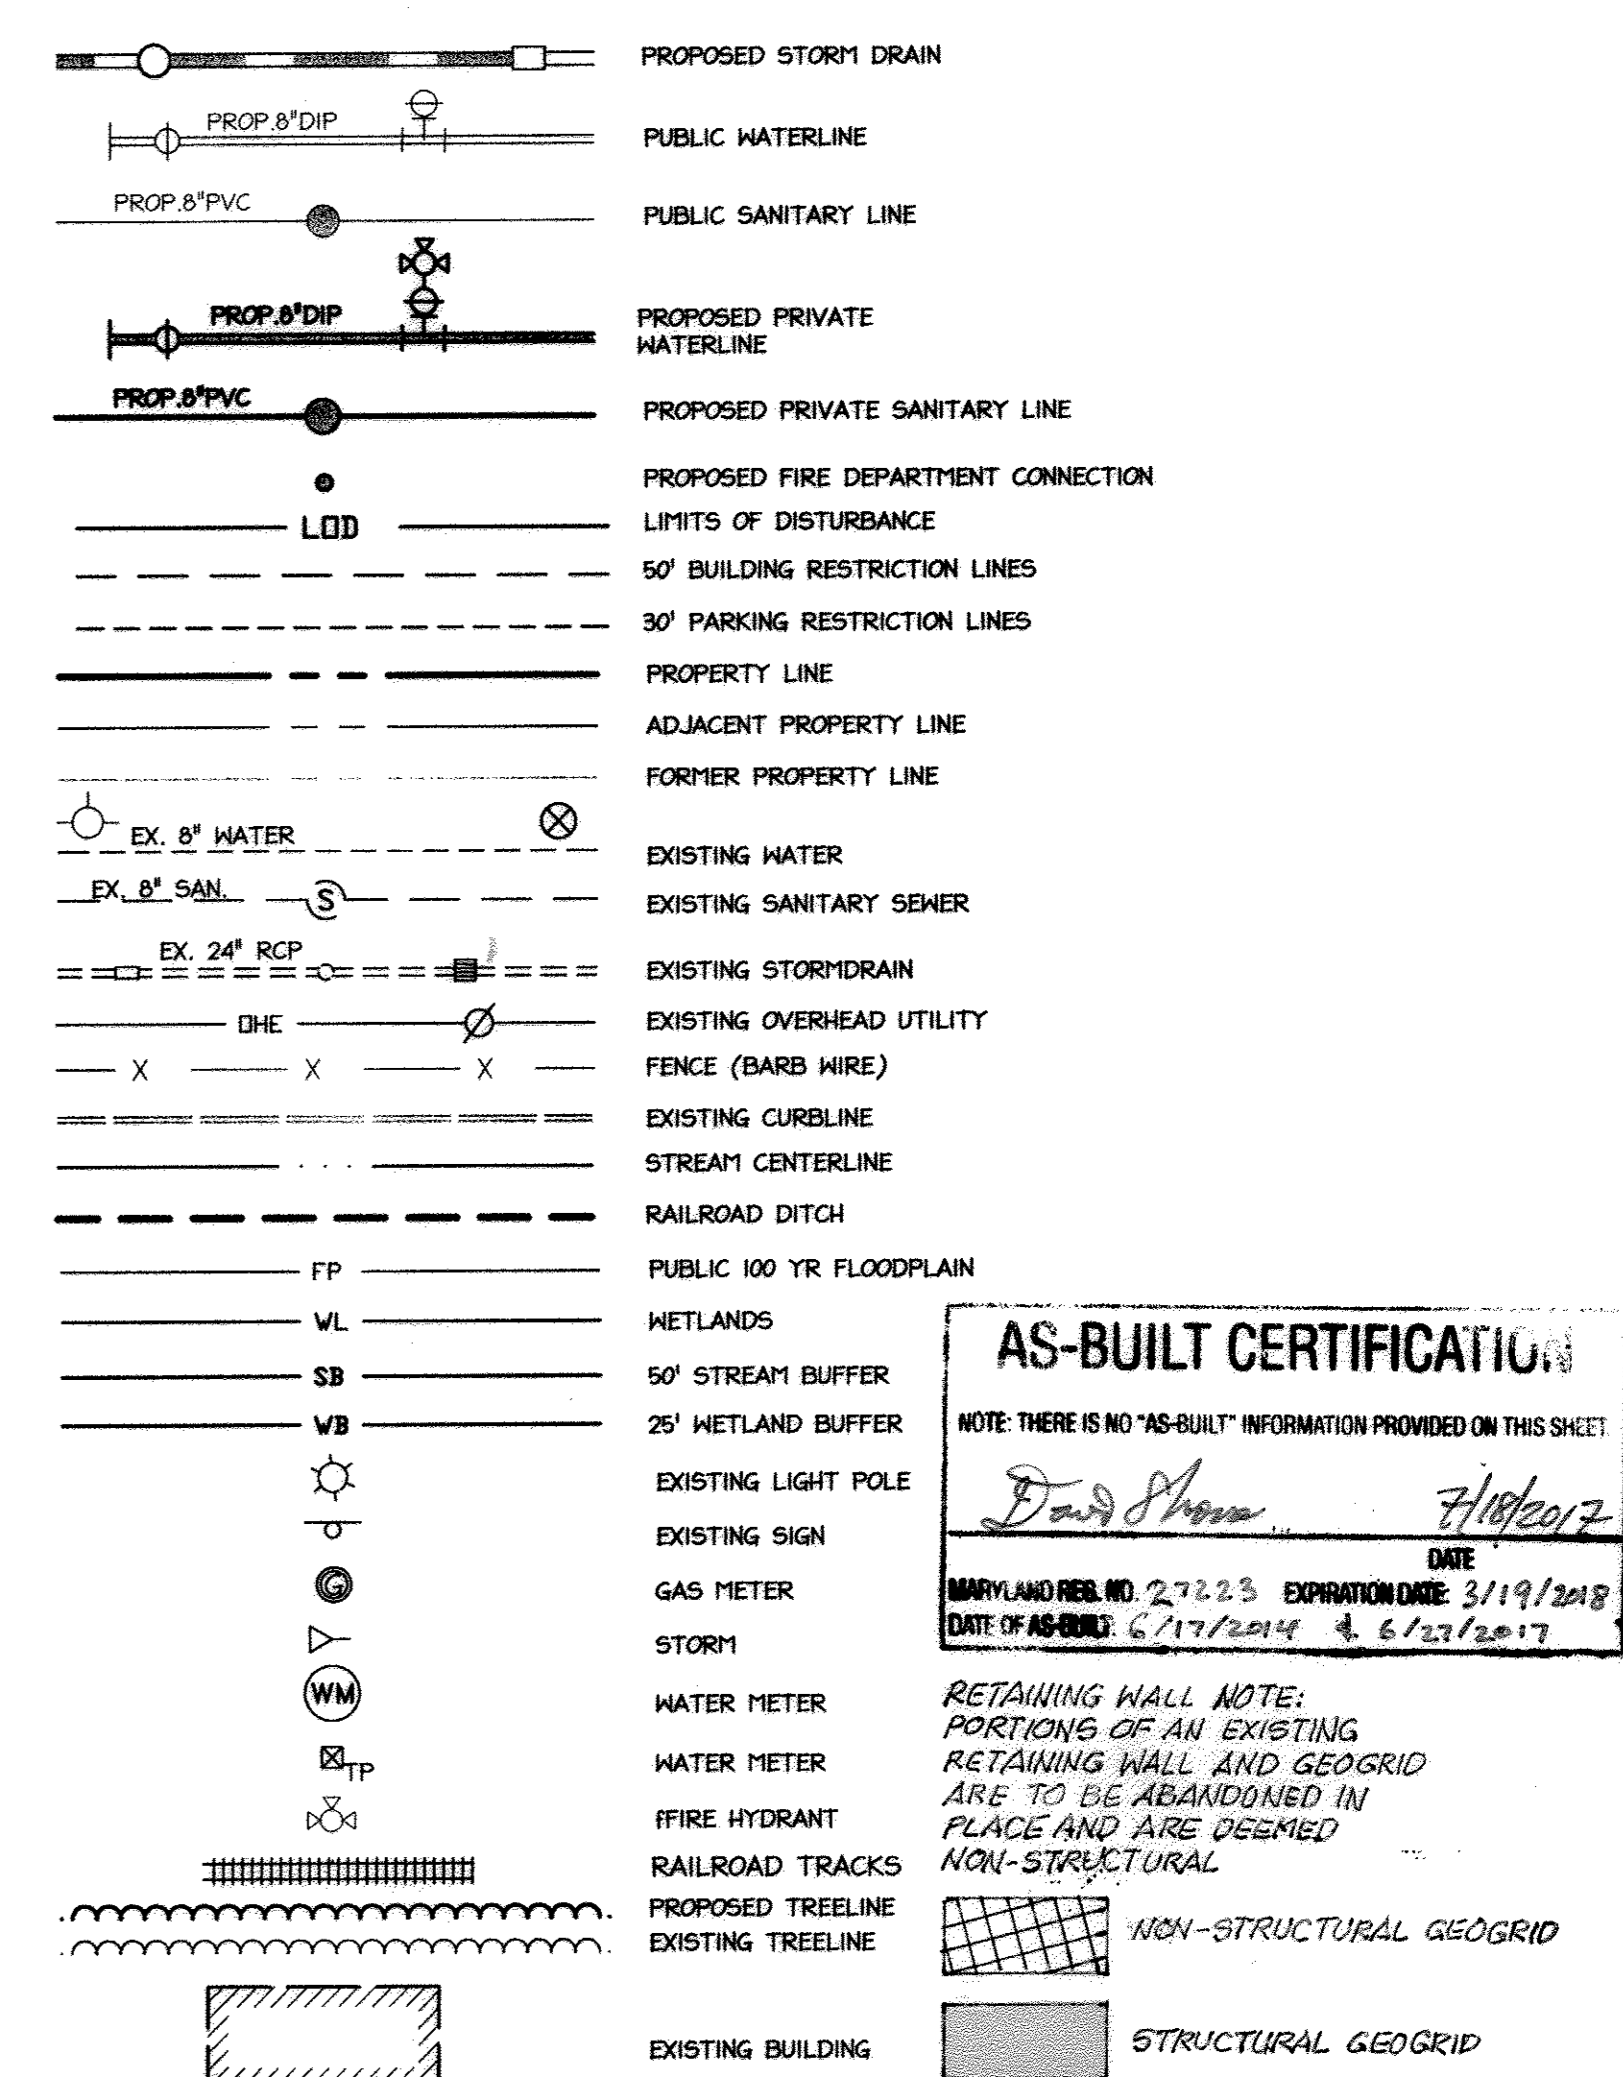 PROPOSED STORM DRAIN
PROP.8"DIP
PUBLIC WATERLINE
PROP.8"PVC
PUBLIC SANITARY LINE
PROP.8"DIP
PROPOSED PRIVATE
WATERLINE
PROP.8"PVC
PROPOSED PRIVATE SANITARY LINE
PROPOSED FIRE DEPARTMENT CONNECTION
LOD LIMITS OF DISTURBANCE
50' BUILDING RESTRICTION LINES
30' PARKING RESTRICTION LINES
PROPERTY LINE
ADJACENT PROPERTY LINE
FORMER PROPERTY LINE
EX. 8" WATER
EXISTING WATER
EX. 8" SAN.
S EXISTING SANITARY SEWER
EX. 24" RCP
EXISTING STORMDRAIN
OHE EXISTING OVERHEAD UTILITY
X X X FENCE (BARB WIRE)
EXISTING CURBLINE
STREAM CENTERLINE
RAILROAD DITCH
FP PUBLIC 100 YR FLOODPLAIN
WL WETLANDS
SB 50' STREAM BUFFER
WB 25' WETLAND BUFFER
EXISTING LIGHT POLE
EXISTING SIGN
G GAS METER
STORM
WM WATER METER
TP WATER METER
fFIRE HYDRANT
RAILROAD TRACKS
PROPOSED TREELINE
EXISTING TREELINE
EXISTING BUILDING
AS-BUILT CERTIFICATION
NOTE: THERE IS NO "AS-BUILT" INFORMATION PROVIDED ON THIS SHEET.
David 7/18/2017
DATE
MARYLAND REG. NO. 27223 EXPIRATION DATE: 3/19/2018
DATE OF AS-BUILT: 6/17/2014 & 6/27/2017
RETAINING WALL NOTE:
PORTIONS OF AN EXISTING
RETAINING WALL AND GEOGRID
ARE TO BE ABANDONED IN
PLACE AND ARE DEEMED
NON-STRUCTURAL
NON-STRUCTURAL GEOGRID
STRUCTURAL GEOGRID